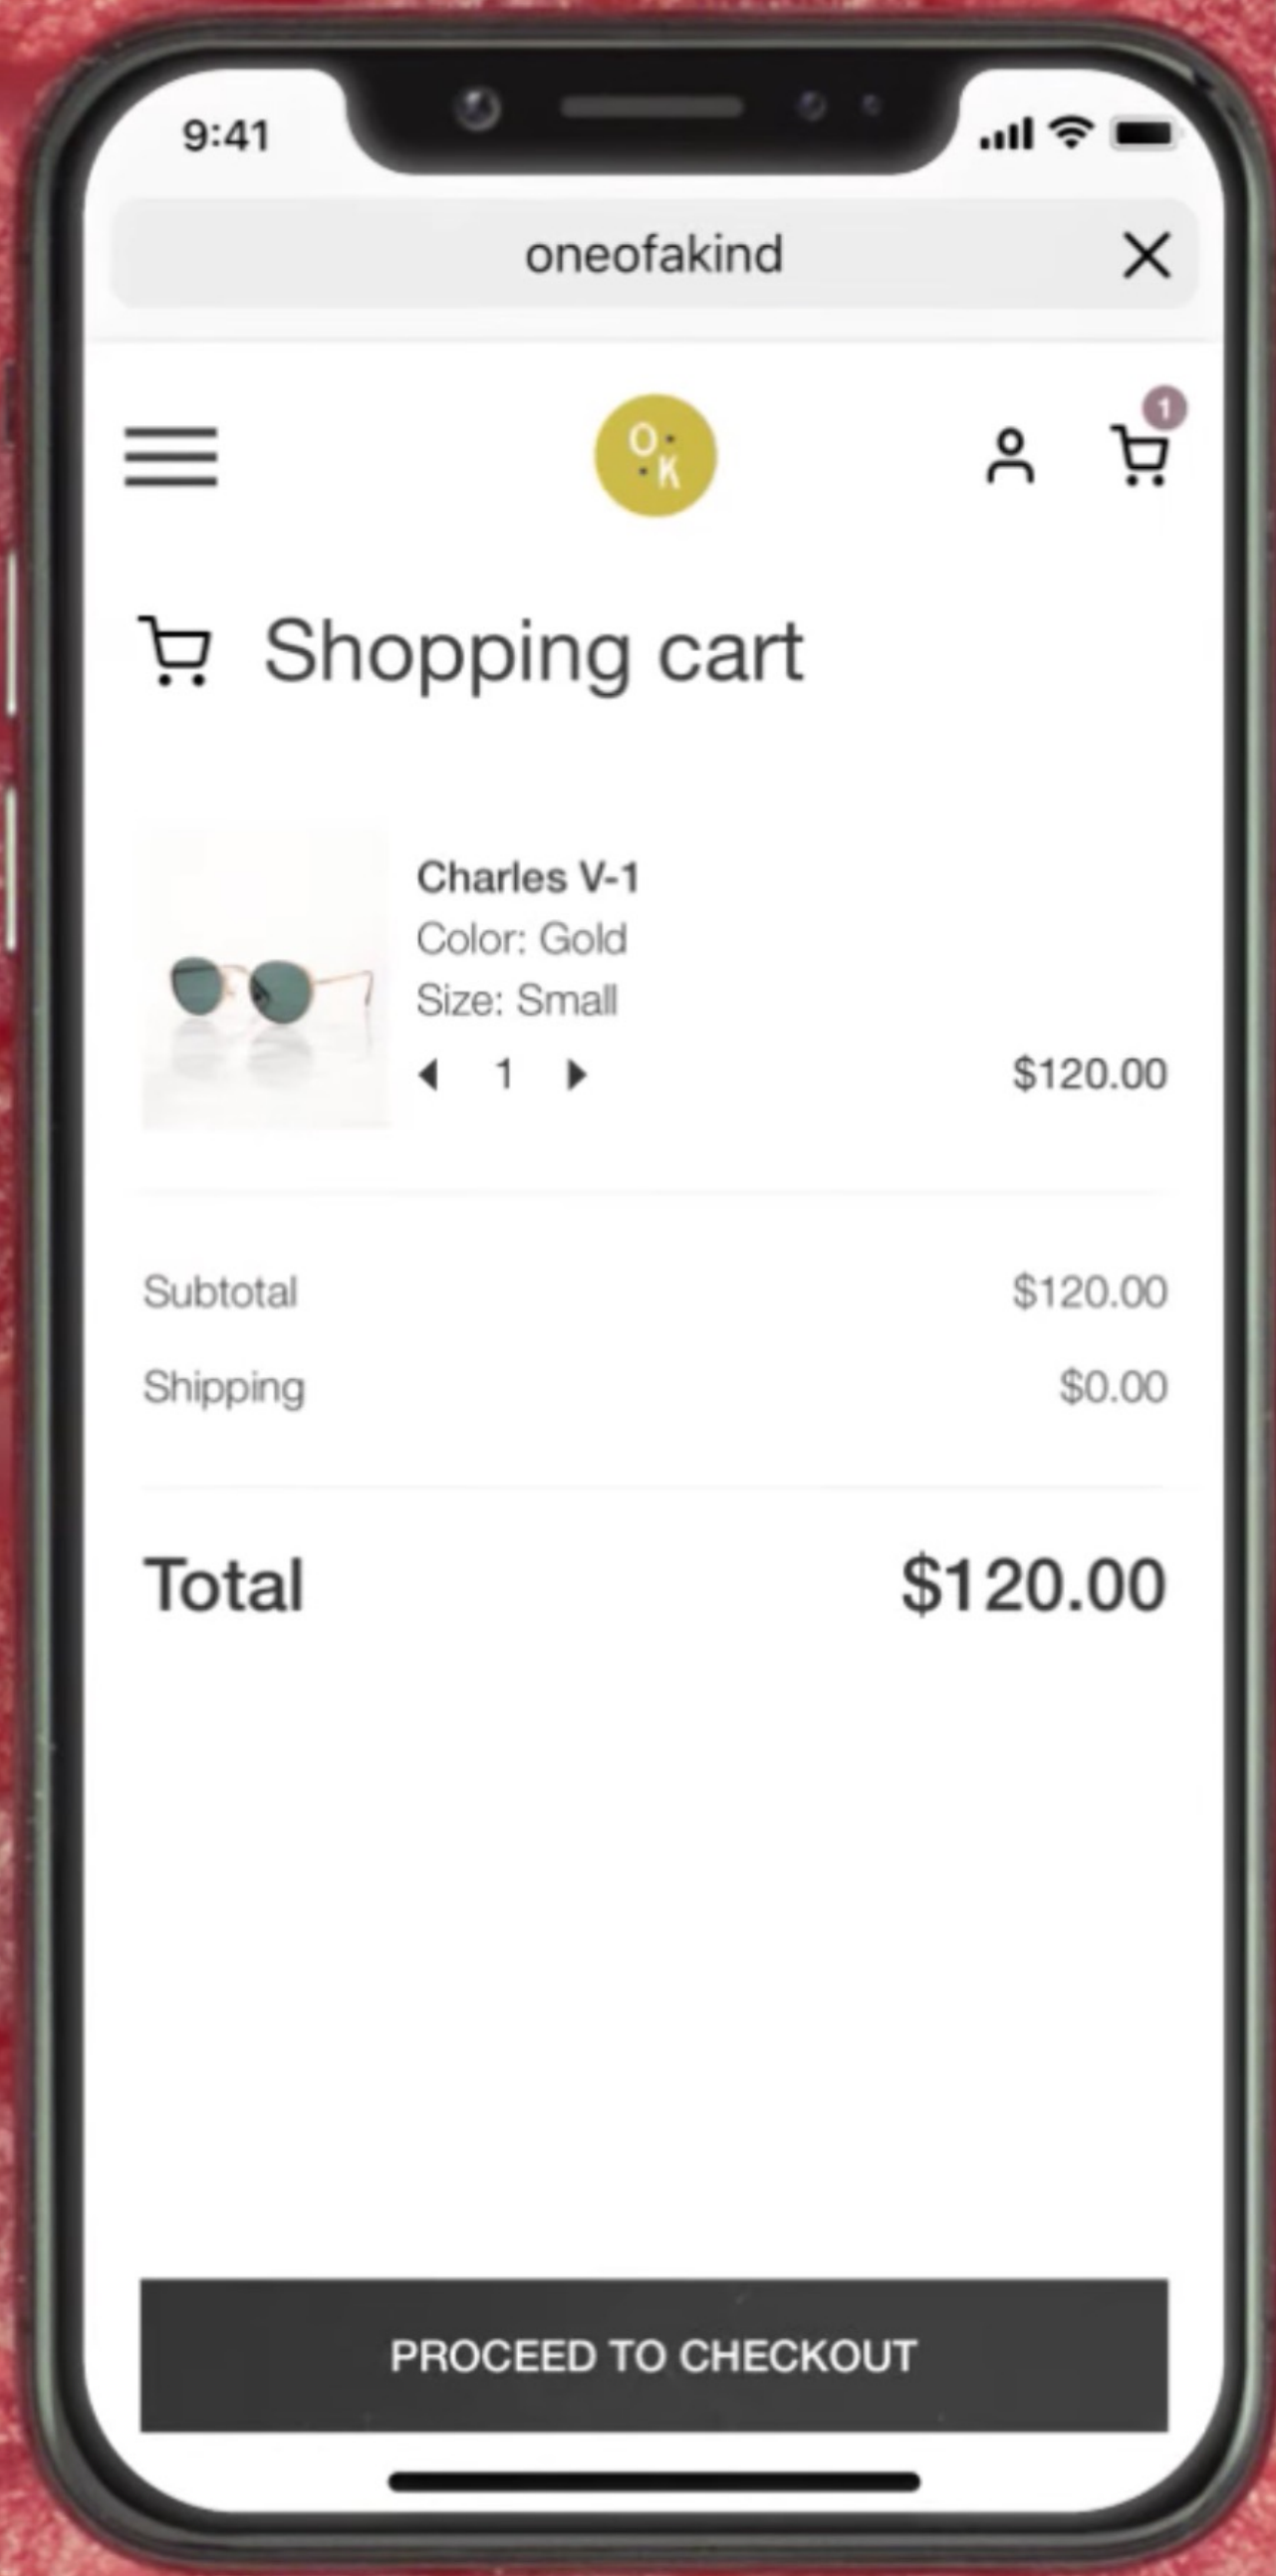 9:41
oneofakind
1
O
K
Shopping cart
Charles V-1
Color: Gold
Size: Small
1
$120.00
Subtotal $120.00
Shipping $0.00
Total $120.00
PROCEED TO CHECKOUT